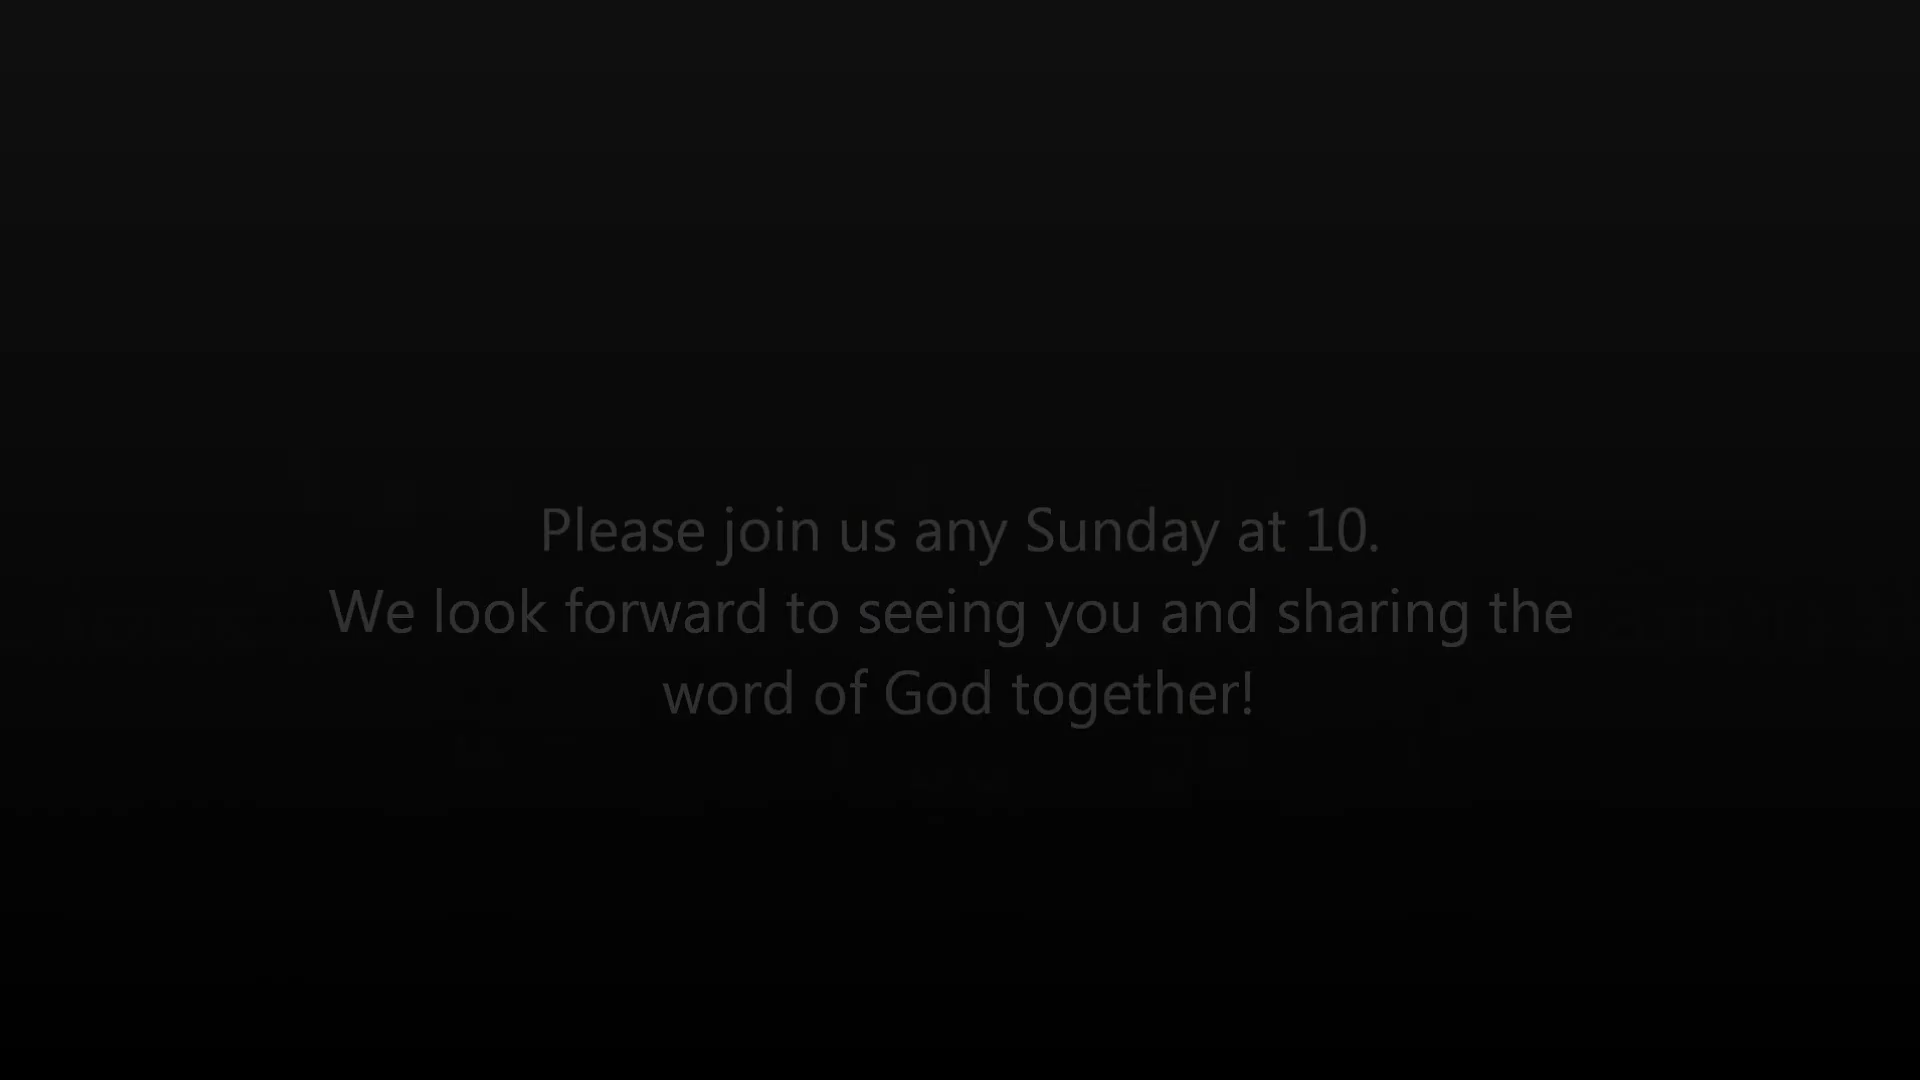 Please join us any Sunday at 10.
We look forward to seeing you and sharing the
word of God together!